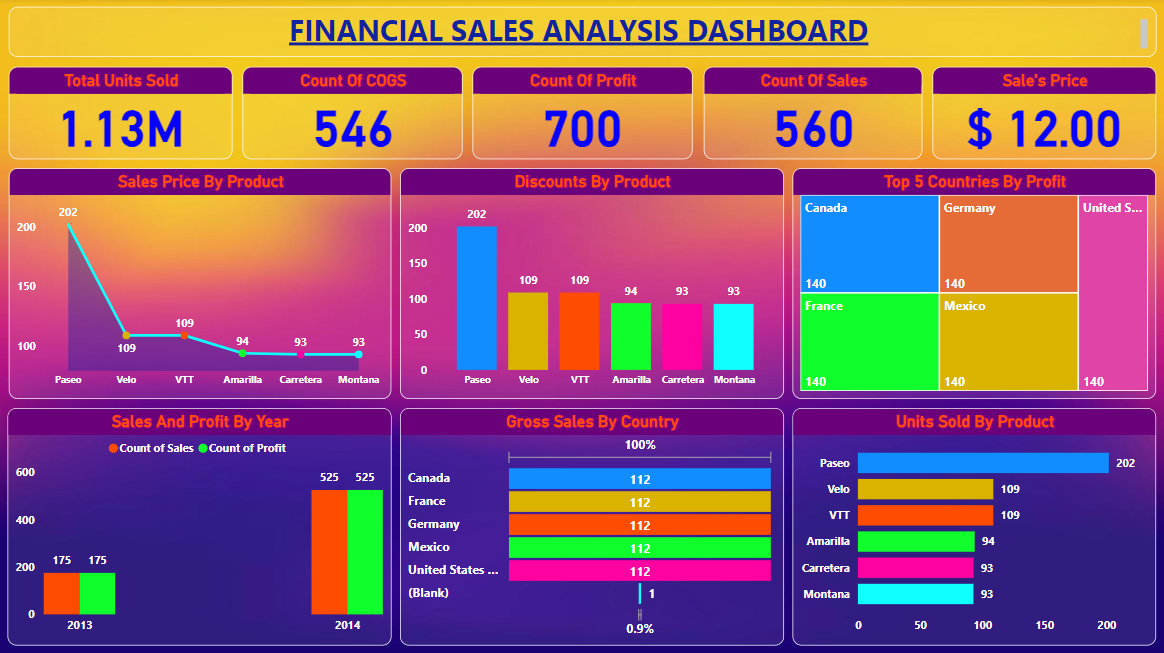 FINANCIAL SALES ANALYSIS DASHBOARD
Total Units Sold
1.13M
Count Of COGS
546
Count Of Profit
700
Count Of Sales
560
Sale's Price
$ 12.00
Sales Price By Product
200
150
100
202
109
109
94
93
93
Paseo Velo VTT Amarilla Carretera Montana
Discounts By Product
200
150
100
50
0
202
109
109
94
93
93
Paseo Velo VTT Amarilla Carretera Montana
Top 5 Countries By Profit
Canada
140
Germany
140
United S...
140
France
140
Mexico
140
Sales And Profit By Year
Count of Sales Count of Profit
600
400
200
0
175 175
525 525
2013 2014
Gross Sales By Country
100%
Canada 112
France 112
Germany 112
Mexico 112
United States ... 112
(Blank) 1
0.9%
Units Sold By Product
Paseo 202
Velo 109
VTT 109
Amarilla 94
Carretera 93
Montana 93
0 50 100 150 200